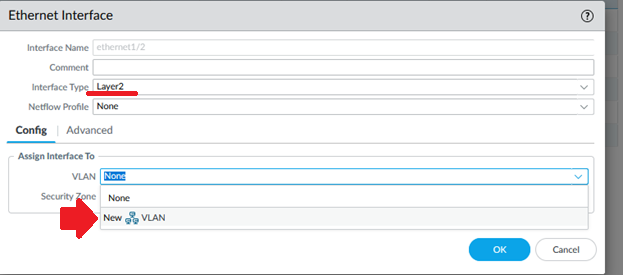 Ethernet Interface
Interface Name ethernet1/2
Comment
Interface Type Layer2
Netflow Profile None
Config Advanced
Assign Interface To
VLAN None
None
Security Zone
New VLAN
OK Cancel